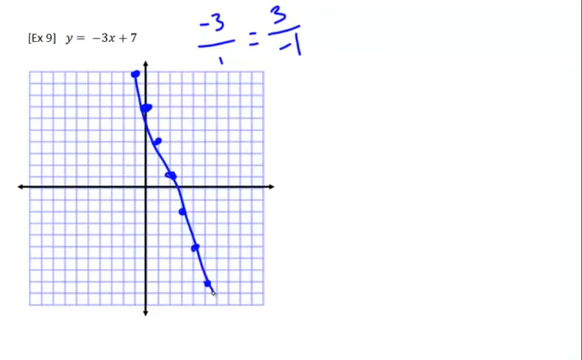 [Ex 9] y = −3x + 7
-3/1 = 3/-1